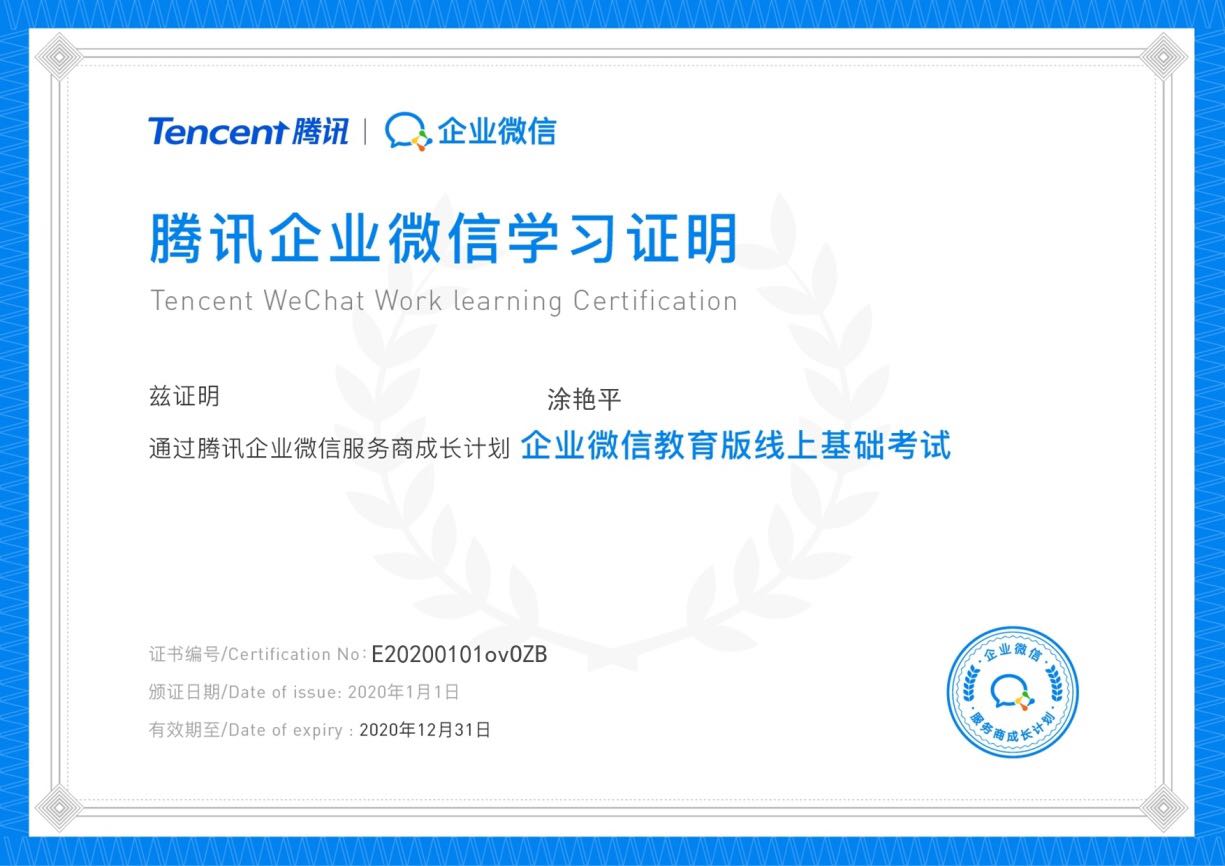 Tencent腾讯 | 企业微信
腾讯企业微信学习证明
Tencent WeChat Work learning Certification
兹证明 涂艳平
通过腾讯企业微信服务商成长计划 企业微信教育版线上基础考试
证书编号/Certification No: E20200101ov0ZB
颁证日期/Date of issue: 2020年1月1日
有效期至/Date of expiry : 2020年12月31日
·企业微信·
·服务商成长计划·